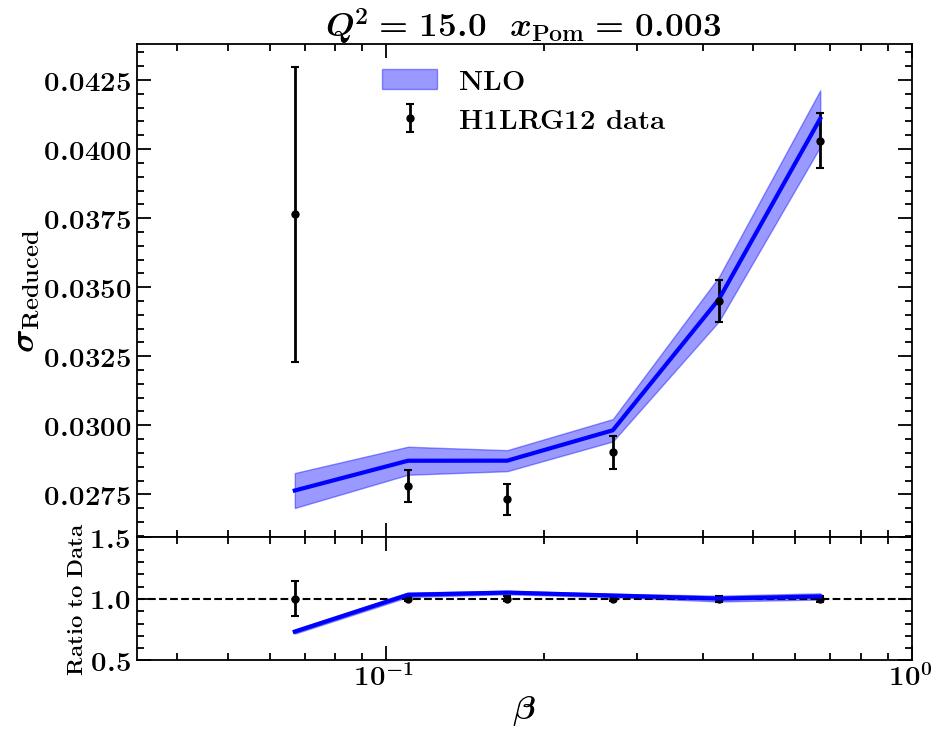 Q² = 15.0 x_Pom = 0.003
NLO
H1LRG12 data
σ_Reduced
0.0425
0.0400
0.0375
0.0350
0.0325
0.0300
0.0275
Ratio to Data
1.5
1.0
0.5
10⁻¹
10⁰
β